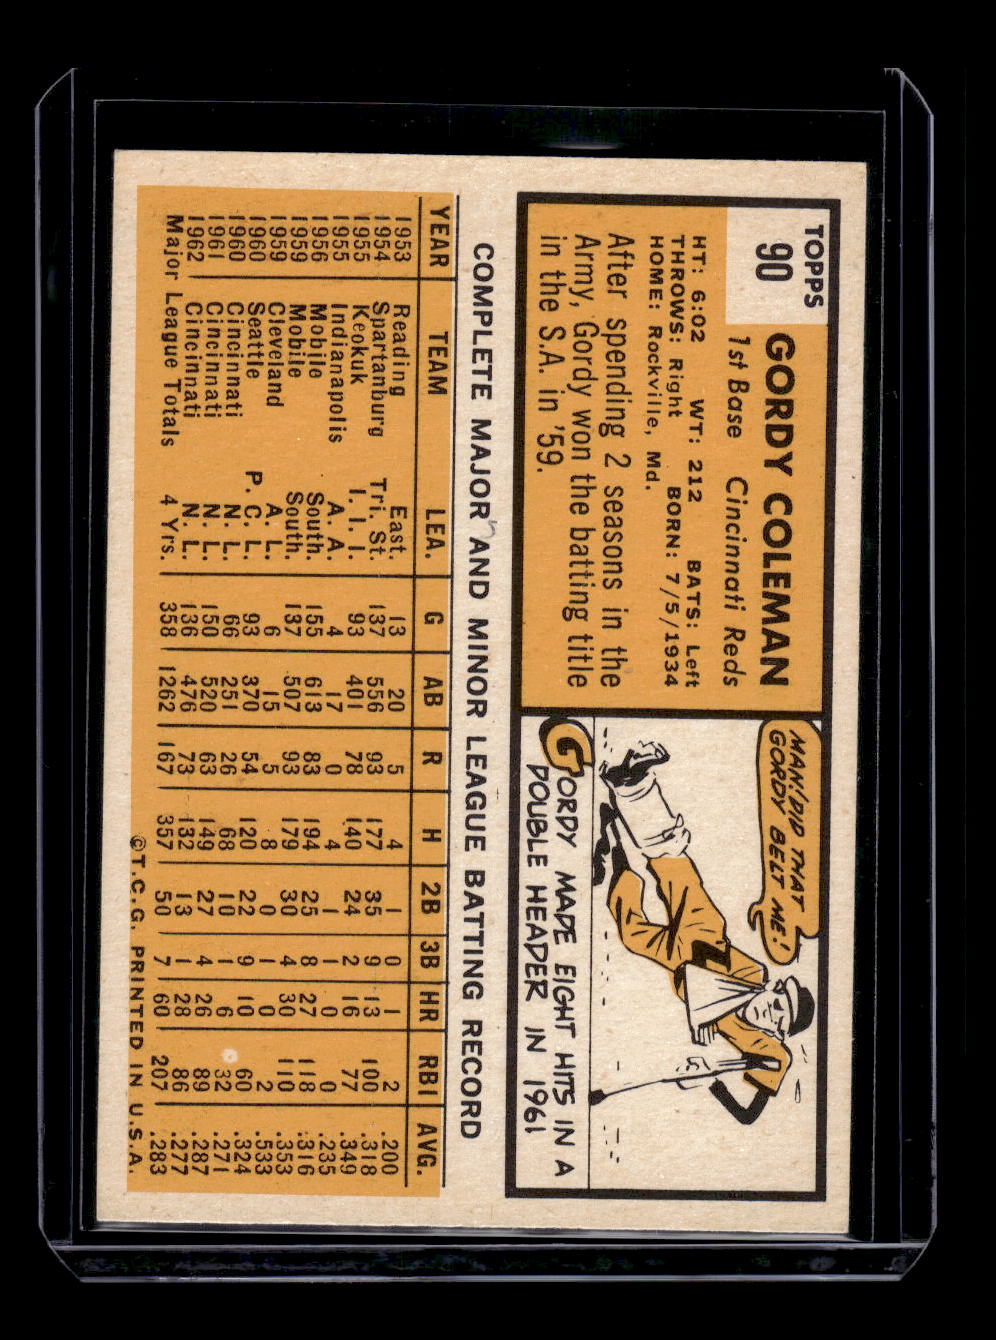 TOPPS
90
GORDY COLEMAN
1st Base Cincinnati Reds
HT: 6:02 WT: 212 BATS: Left
THROWS: Right BORN: 7/5/1934
HOME: Rockville, Md.
After spending 2 seasons in the
Army, Gordy won the batting title
in the S.A. in '59.
MAN! DID THAT
GORDY BELT ME!
GORDY MADE EIGHT HITS IN A
DOUBLE HEADER IN 1961
COMPLETE MAJOR AND MINOR LEAGUE BATTING RECORD
YEAR TEAM LEA. G AB R H 2B 3B HR RBI AVG.
1953 Reading East. 13 20 5 4 1 0 1 2 .200
1954 Spartanburg Tri. St. 137 556 93 177 35 9 13 100 .318
1955 Keokuk I. I. I. 93 401 78 140 24 2 16 77 .349
1955 Indianapolis A. A. 4 17 0 4 1 1 0 0 .235
1956 Mobile South. 155 613 83 194 25 8 27 118 .316
1959 Mobile South. 137 507 93 179 30 4 30 110 .353
1959 Cleveland A. L. 6 15 5 8 0 1 0 2 .533
1960 Seattle P. C. L. 93 370 54 120 22 9 10 60 .324
1960 Cincinnati N. L. 66 251 26 68 10 1 6 32 .271
1961 Cincinnati N. L. 150 520 63 149 27 4 26 89 .287
1962 Cincinnati N. L. 136 476 73 132 13 1 28 86 .277
Major League Totals 4 Yrs. 358 1262 167 357 50 7 60 207 .283
©T.C.G. PRINTED IN U.S.A.